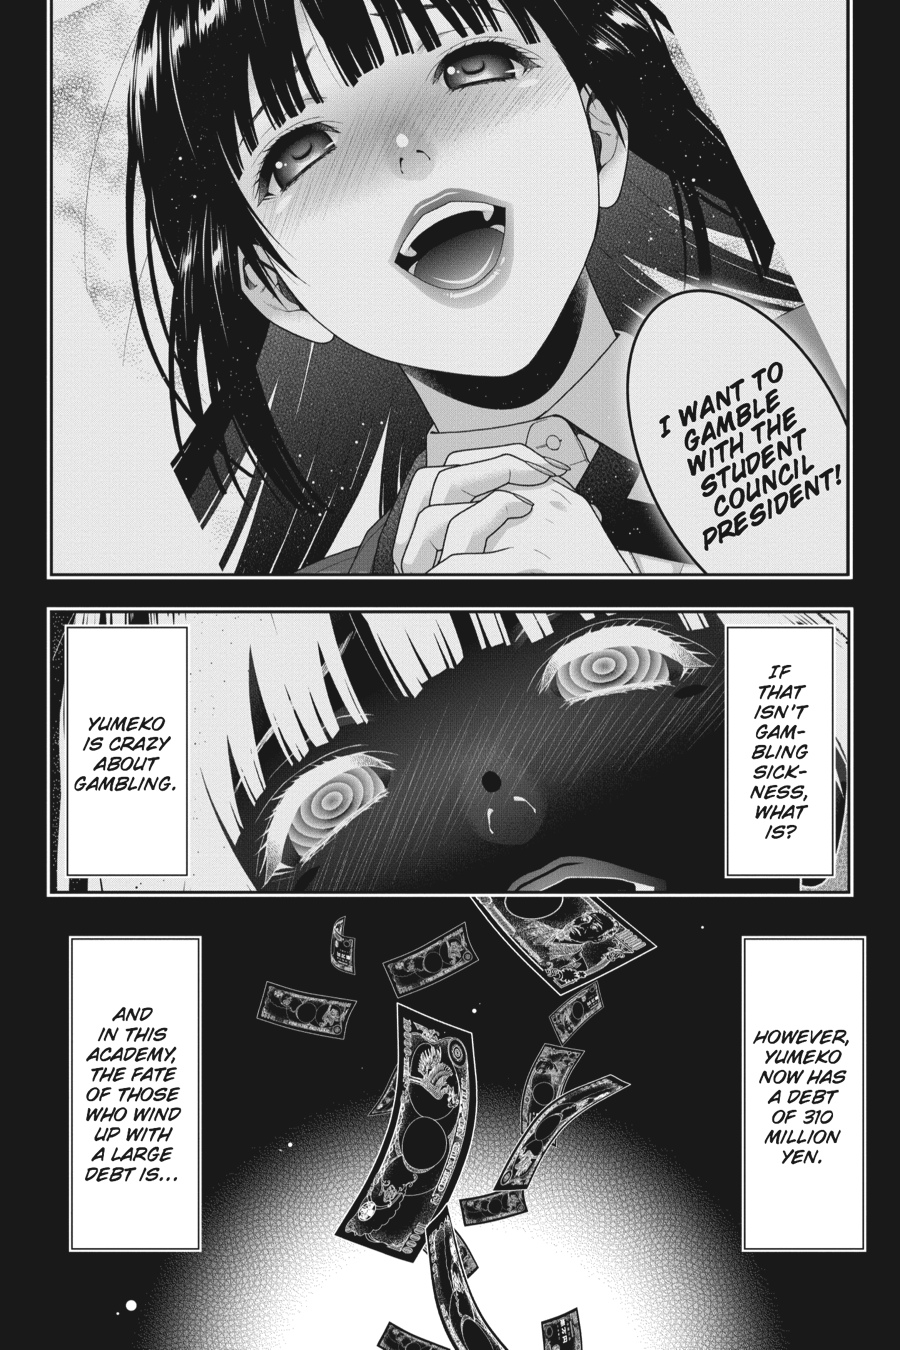 I WANT TO
GAMBLE
WITH THE
STUDENT
COUNCIL
PRESIDENT!
IF
THAT
ISN'T
GAM-
BLING
SICK-
NESS,
WHAT
IS?
YUMEKO
IS CRAZY
ABOUT
GAMBLING.
HOWEVER,
YUMEKO
NOW HAS
A DEBT
OF 310
MILLION
YEN.
AND
IN THIS
ACADEMY,
THE FATE
OF THOSE
WHO WIND
UP WITH
A LARGE
DEBT IS...